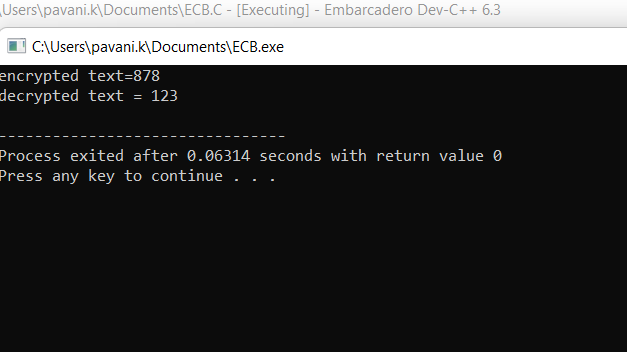 \Users\pavani.k\Documents\ECB.C - [Executing] - Embarcadero Dev-C++ 6.3
C:\Users\pavani.k\Documents\ECB.exe
encrypted text=878
decrypted text = 123
--------------------------------
Process exited after 0.06314 seconds with return value 0
Press any key to continue . . .